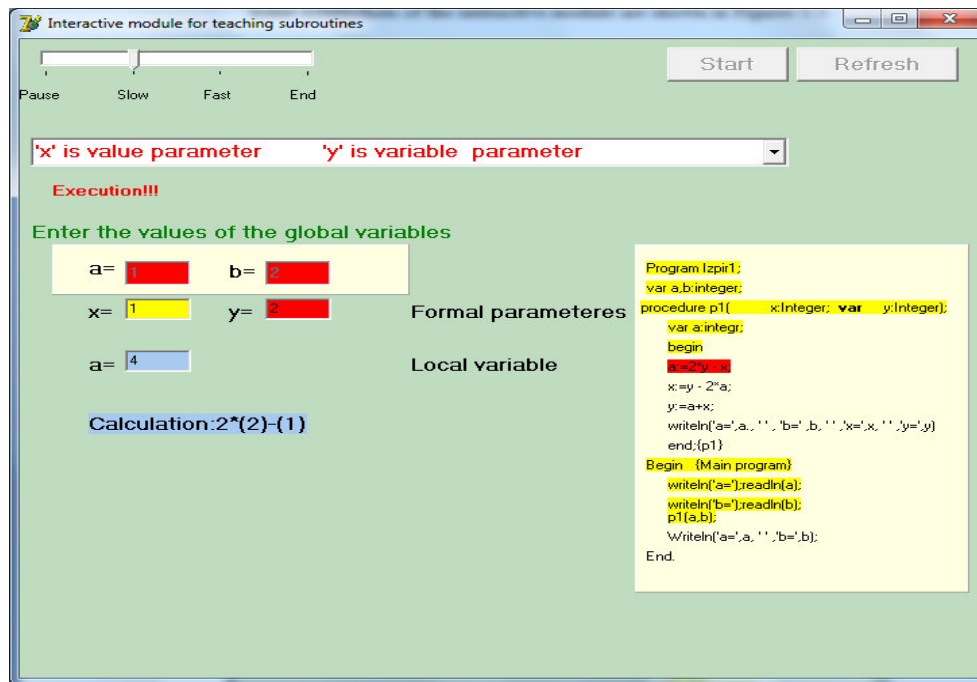 Interactive module for teaching subroutines
Start Refresh
Pause Slow Fast End
'x' is value parameter 'y' is variable parameter
Execution!!!
Enter the values of the global variables
a= 1 b= 2
x= 1 y= 2 Formal parameteres
a= 4 Local variable
Calculation:2*(2)-(1)
Program Izpir1;
var a,b:integer;
procedure p1( x:Integer; var y:Integer);
var a:integr;
begin
a:=2*y - x;
x:=y - 2*a;
y:=a+x;
writeln('a=',a., ' ' , 'b=' ,b, ' ' ,'x=',x, ' ' ,'y=',y)
end;{p1}
Begin {Main program}
writeln('a=');readln(a);
writeln('b=');readln(b);
p1(a,b);
Writeln('a=',a, ' ' ,'b=',b);
End.